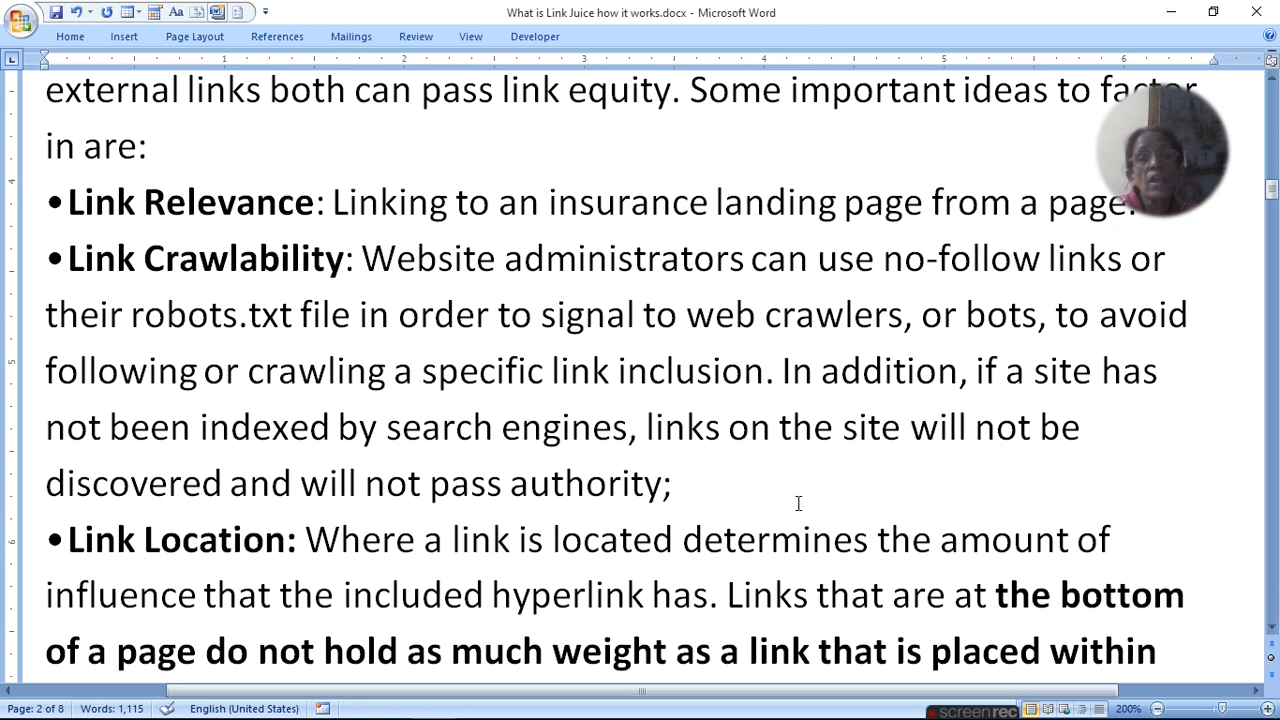 What is Link Juice how it works.docx - Microsoft Word
Home Insert Page Layout References Mailings Review View Developer
1 2 3 4 5 6
external links both can pass link equity. Some important ideas to factor
in are:
•Link Relevance: Linking to an insurance landing page from a page.
•Link Crawlability: Website administrators can use no-follow links or
their robots.txt file in order to signal to web crawlers, or bots, to avoid
following or crawling a specific link inclusion. In addition, if a site has
not been indexed by search engines, links on the site will not be
discovered and will not pass authority;
•Link Location: Where a link is located determines the amount of
influence that the included hyperlink has. Links that are at the bottom
of a page do not hold as much weight as a link that is placed within
Page: 2 of 8 Words: 1,115 English (United States) screenrec 200%